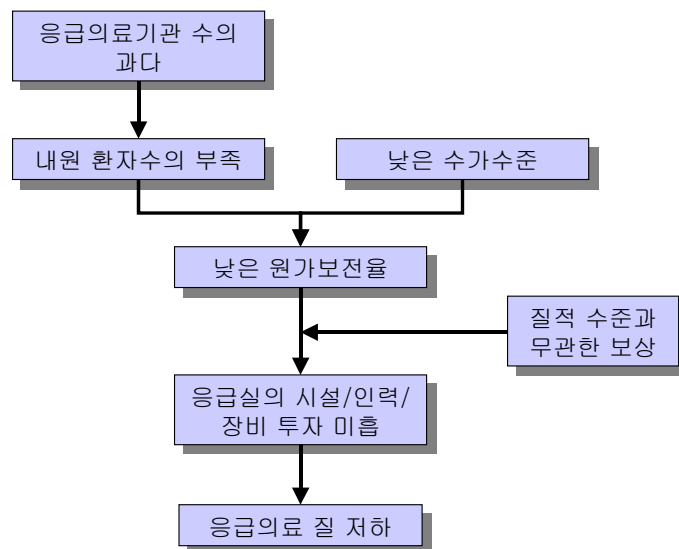 응급의료기관 수의
과다
내원 환자수의 부족
낮은 수가수준
낮은 원가보전율
질적 수준과
무관한 보상
응급실의 시설/인력/
장비 투자 미흡
응급의료 질 저하